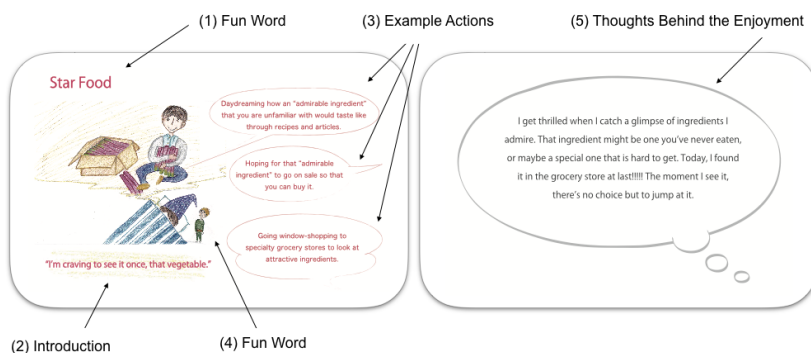 (1) Fun Word
(3) Example Actions
(5) Thoughts Behind the Enjoyment
Star Food
Daydreaming how an "admirable ingredient"
that you are unfamiliar with would taste like
through recipes and articles.
Hoping for that "admirable
ingredient" to go on sale so that
you can buy it.
Going window-shopping to
specialty grocery stores to look at
attractive ingredients.
"I'm craving to see it once, that vegetable."
I get thrilled when I catch a glimpse of ingredients I
admire. That ingredient might be one you've never eaten,
or maybe a special one that is hard to get. Today, I found
it in the grocery store at last!!!!! The moment I see it,
there's no choice but to jump at it.
(2) Introduction
(4) Fun Word